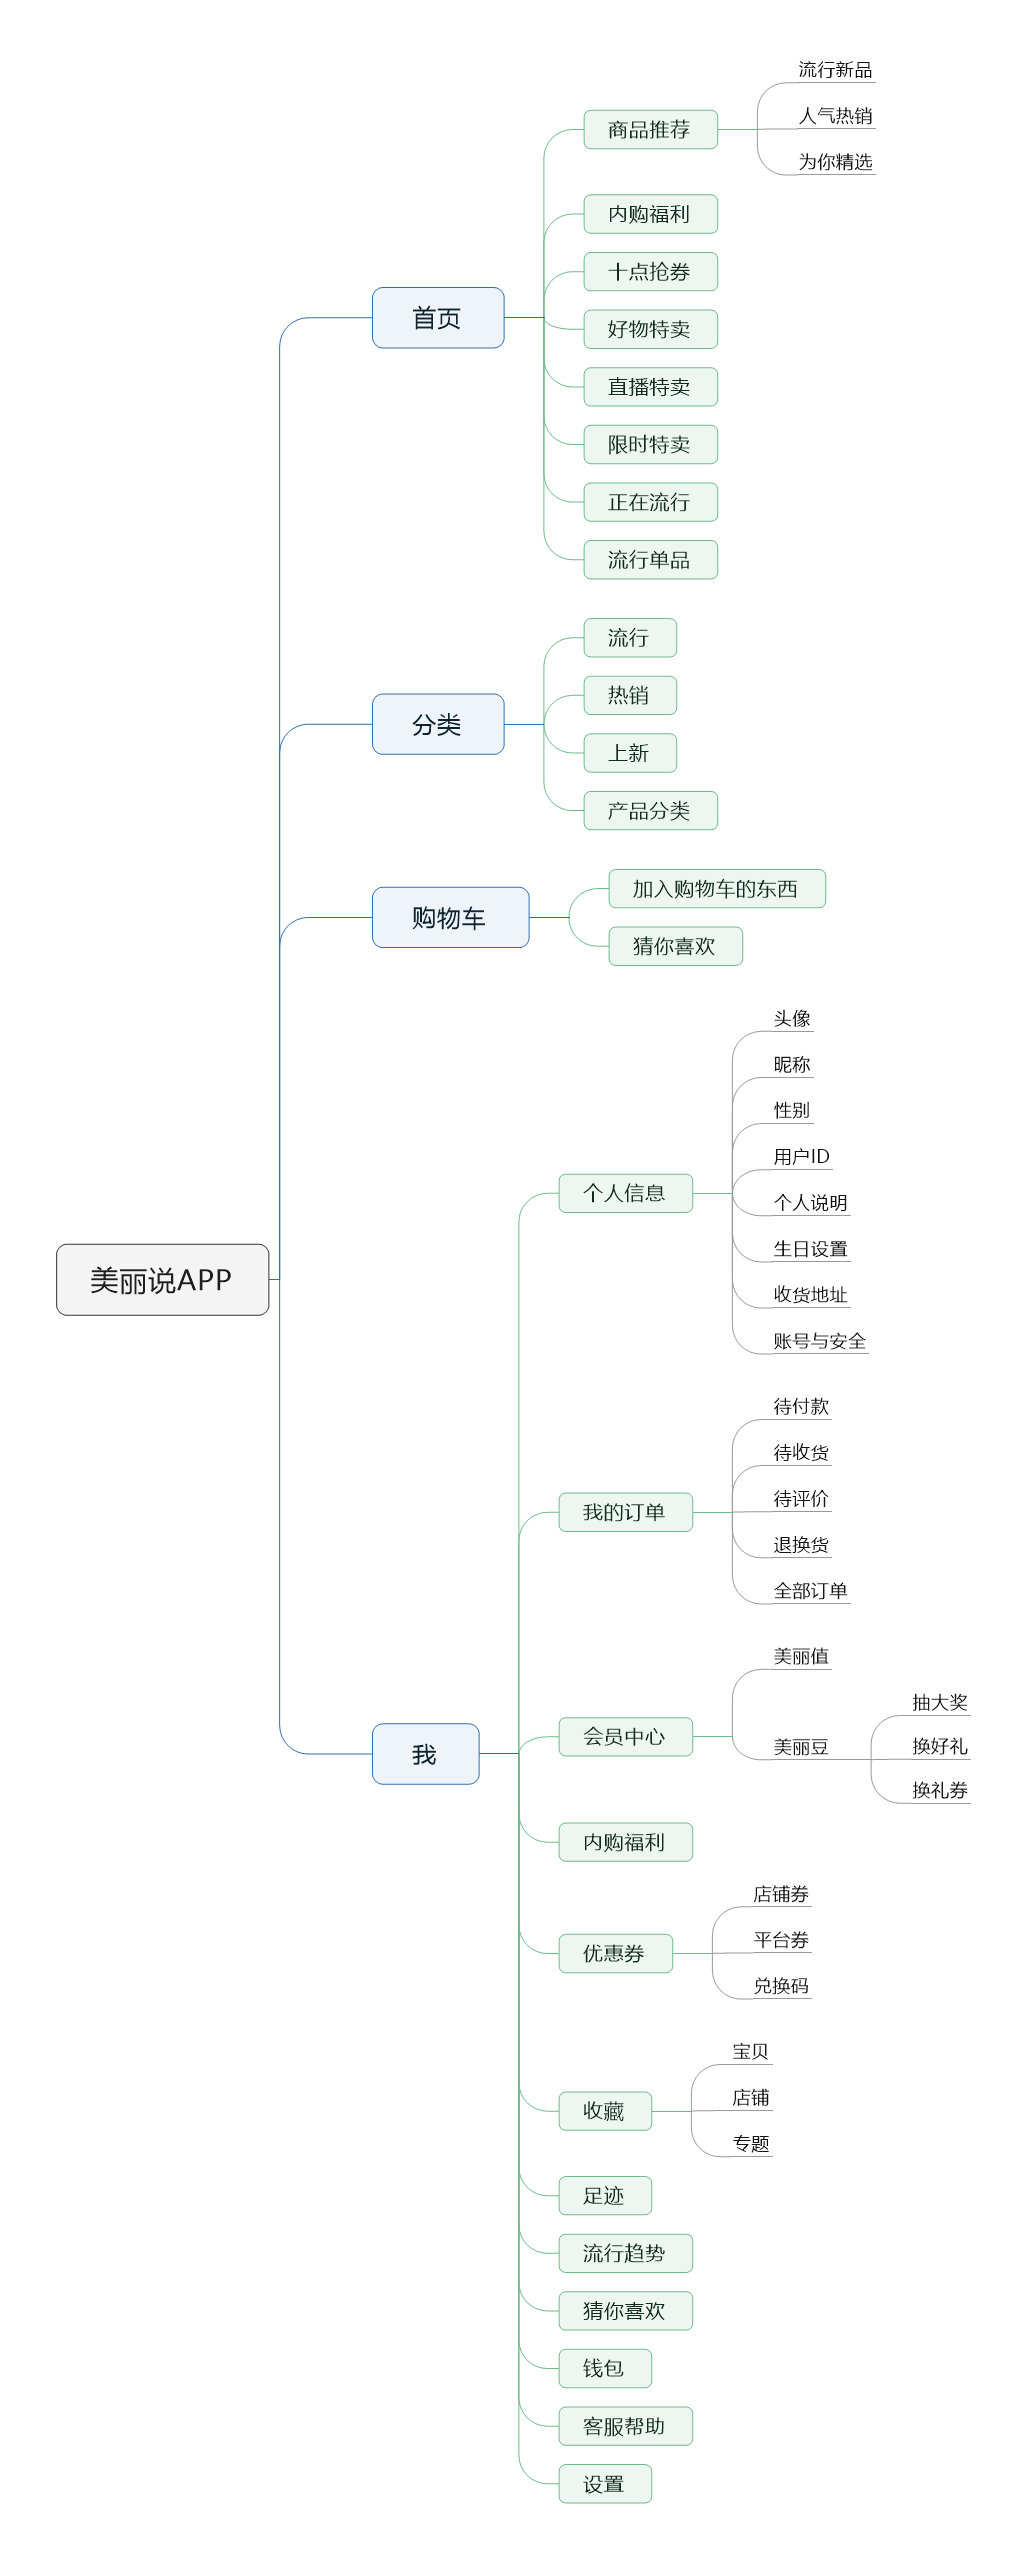 美丽说APP
首页
商品推荐
流行新品
人气热销
为你精选
内购福利
十点抢券
好物特卖
直播特卖
限时特卖
正在流行
流行单品
分类
流行
热销
上新
产品分类
购物车
加入购物车的东西
猜你喜欢
我
个人信息
头像
昵称
性别
用户ID
个人说明
生日设置
收货地址
账号与安全
我的订单
待付款
待收货
待评价
退换货
全部订单
会员中心
美丽值
美丽豆
抽大奖
换好礼
换礼券
内购福利
优惠券
店铺券
平台券
兑换码
收藏
宝贝
店铺
专题
足迹
流行趋势
猜你喜欢
钱包
客服帮助
设置